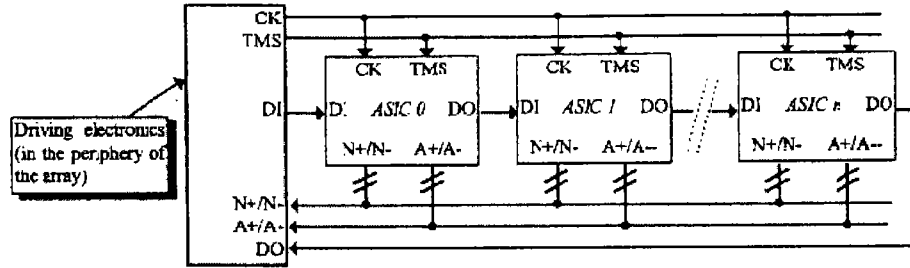 CK
TMS
CK TMS
CK TMS
CK TMS
DI
D: ASIC 0 DO
DI ASIC 1 DO
DI ASIC n DO
Driving electronics
(in the periphery of
the array)
N+/N- A+/A-
N+/N- A+/A-
N+/N- A+/A-
N+/N-
A+/A-
DO